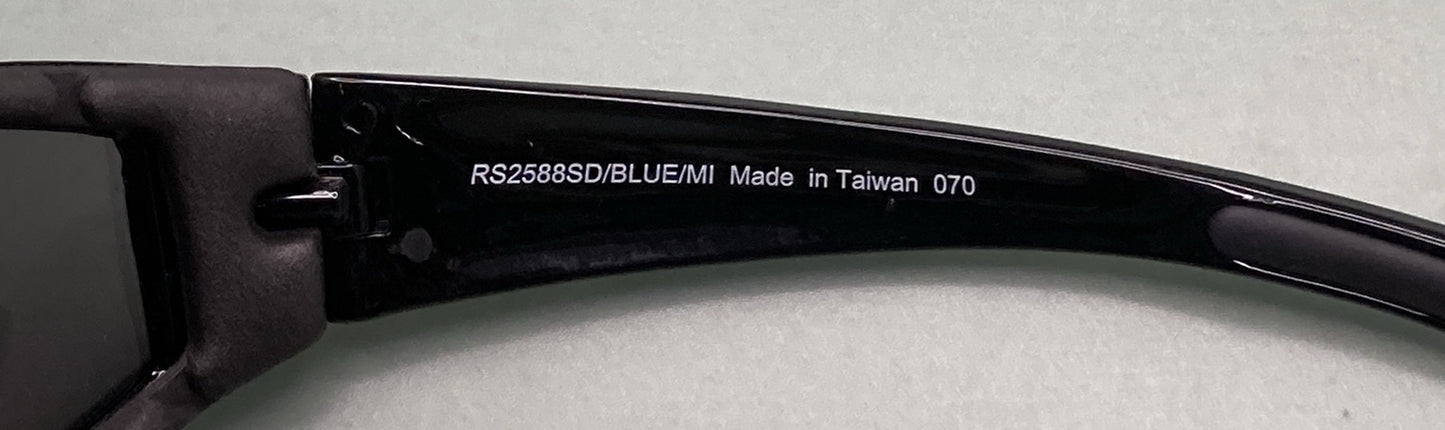 RS2588SD/BLUE/MI Made in Taiwan 070